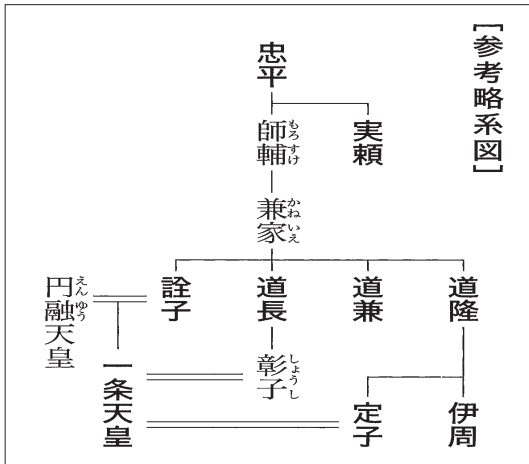 [参考略系図]
忠平
実頼
師輔
もろすけ
兼家
かねいえ
道隆
道兼
道長
詮子
円融天皇
えんゆう
伊周
定子
彰子
しょうし
一条天皇